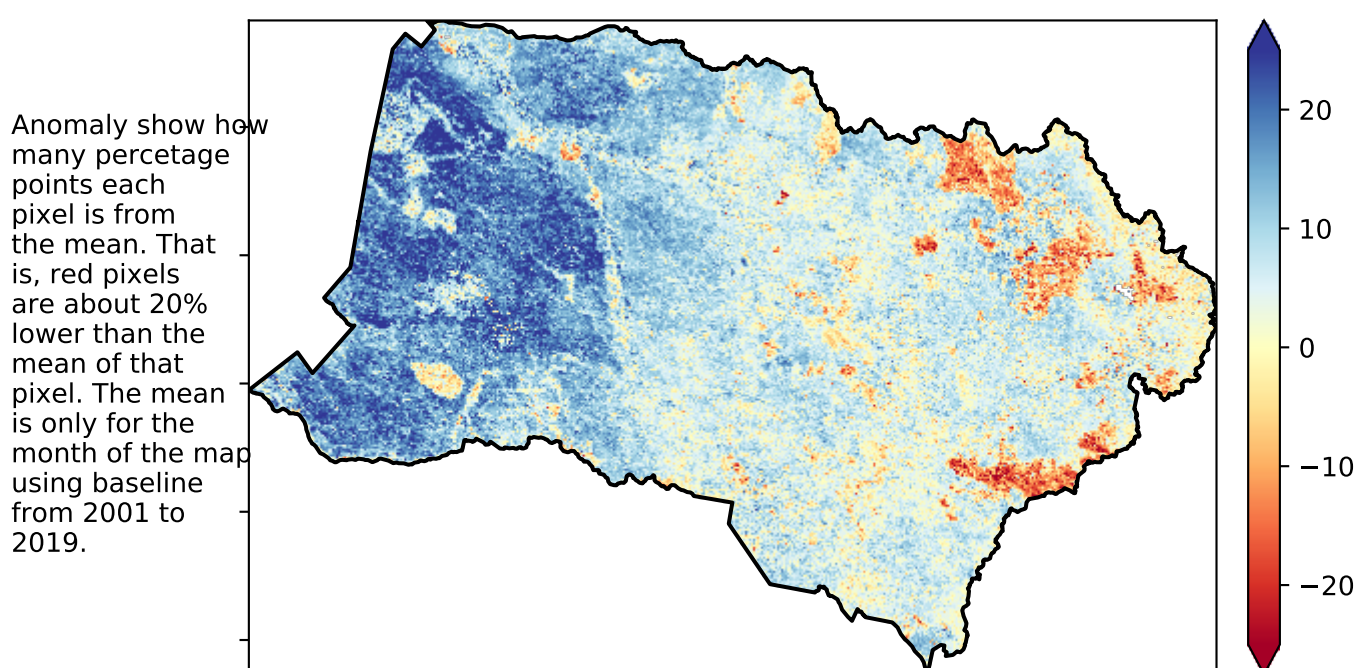 Anomaly show how
many percetage
points each
pixel is from
the mean. That
is, red pixels
are about 20%
lower than the
mean of that
pixel. The mean
is only for the
month of the map
using baseline
from 2001 to
2019.
20
10
0
−10
−20